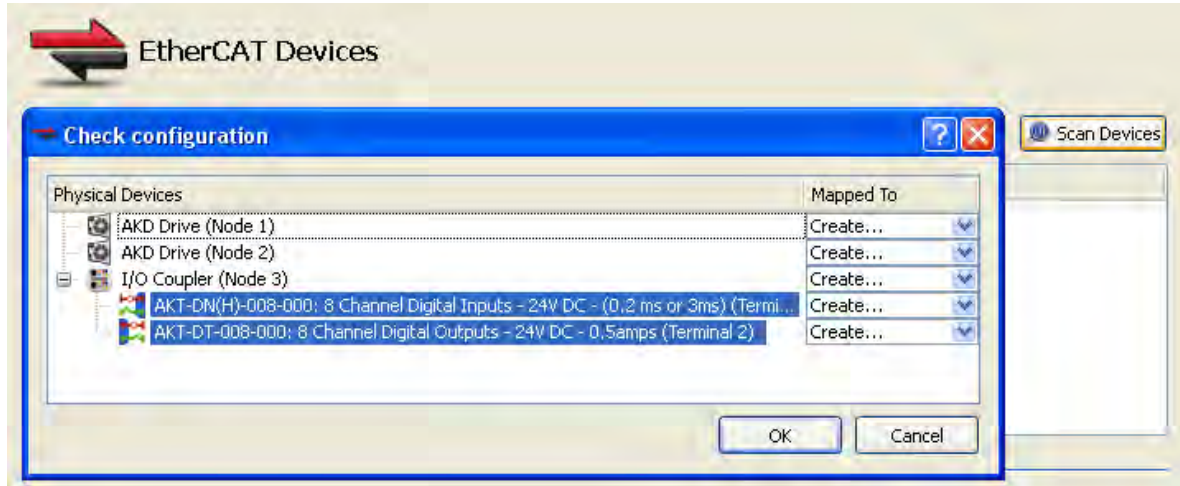 EtherCAT Devices
Check configuration
Scan Devices
Physical Devices Mapped To
AKD Drive (Node 1) Create...
AKD Drive (Node 2) Create...
I/O Coupler (Node 3) Create...
AKT-DN(H)-008-000: 8 Channel Digital Inputs - 24V DC - (0.2 ms or 3ms) (Termi... Create...
AKT-DT-008-000: 8 Channel Digital Outputs - 24V DC - 0.5amps (Terminal 2) Create...
OK Cancel